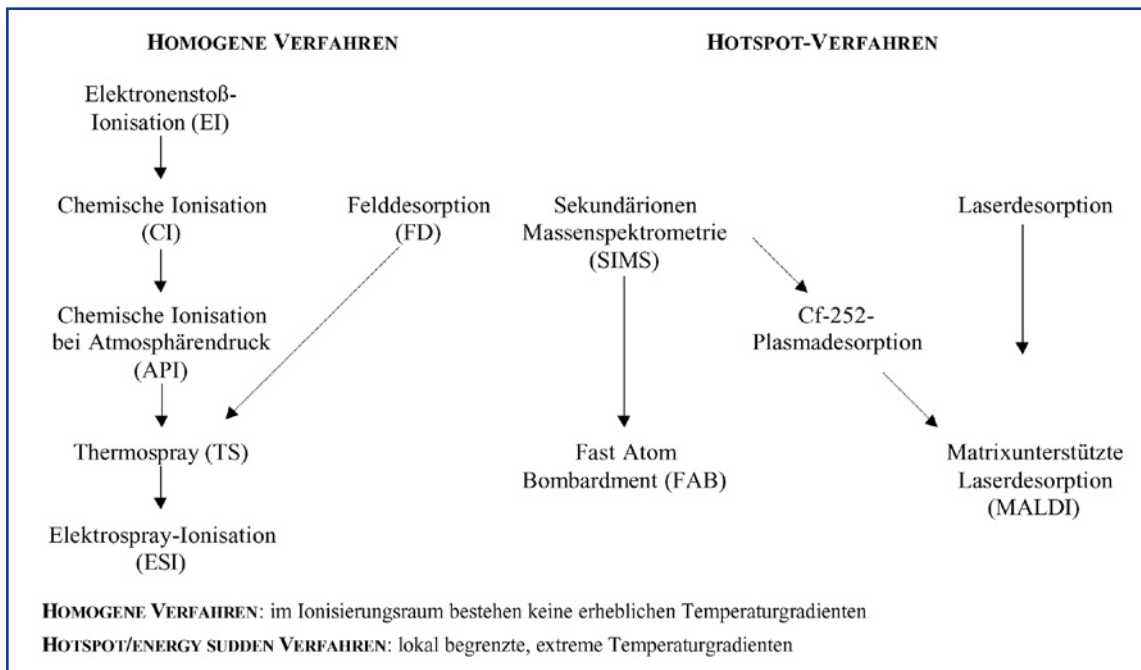 HOMOGENE VERFAHREN
HOTSPOT-VERFAHREN
Elektronenstoß-
Ionisation (EI)
Chemische Ionisation
(CI)
Felddesorption
(FD)
Sekundärionen
Massenspektrometrie
(SIMS)
Laserdesorption
Chemische Ionisation
bei Atmosphärendruck
(API)
Cf-252-
Plasmadesorption
Thermospray (TS)
Fast Atom
Bombardment (FAB)
Matrixunterstützte
Laserdesorption
(MALDI)
Elektrospray-Ionisation
(ESI)
HOMOGENE VERFAHREN: im Ionisierungsraum bestehen keine erheblichen Temperaturgradienten
HOTSPOT/ENERGY SUDDEN VERFAHREN: lokal begrenzte, extreme Temperaturgradienten